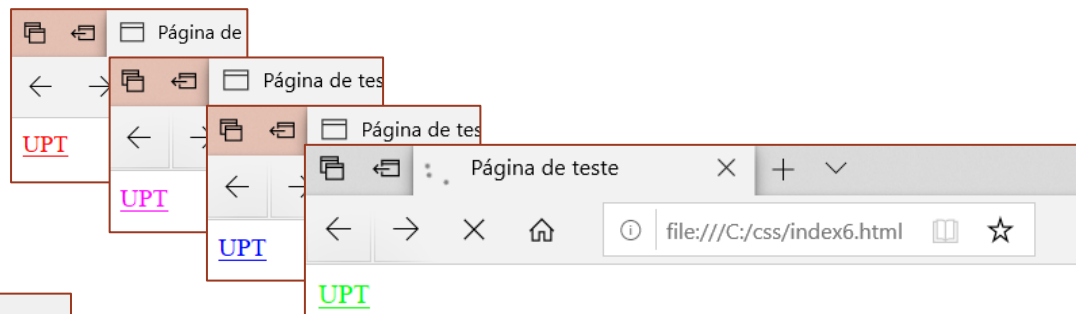 Página de
UPT
Página de tes
UPT
Página de tes
UPT
Página de teste
file:///C:/css/index6.html
UPT